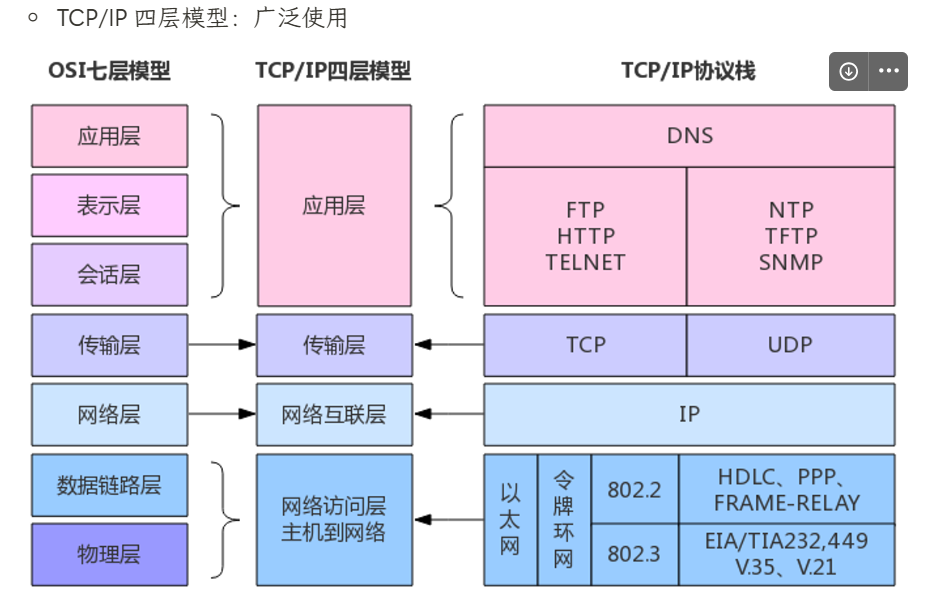 TCP/IP 四层模型：广泛使用
OSI七层模型
TCP/IP四层模型
TCP/IP协议栈
应用层
表示层
会话层
应用层
DNS
FTP
HTTP
TELNET
NTP
TFTP
SNMP
传输层
传输层
TCP
UDP
网络层
网络互联层
IP
数据链路层
物理层
网络访问层
主机到网络
以太网
令牌环网
802.2
HDLC、PPP、
FRAME-RELAY
802.3
EIA/TIA232,449
V.35、V.21